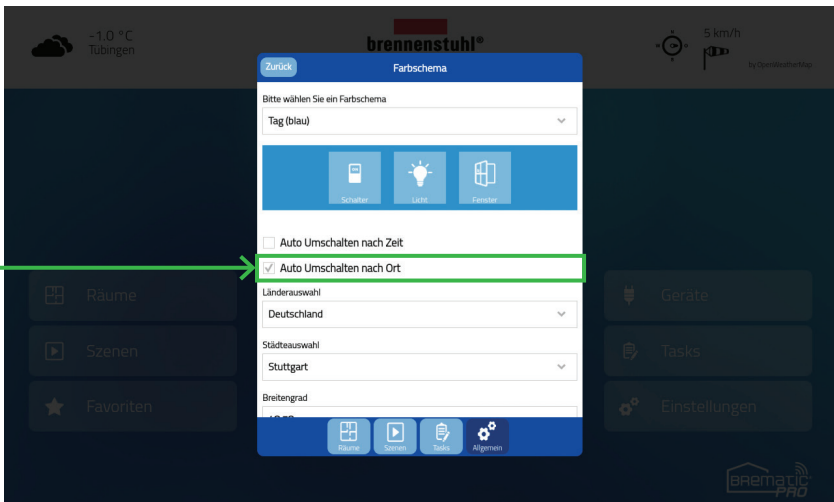 -1.0 °C
Tübingen
brennenstuhl®
5 km/h
by OpenWeatherMap
Zurück
Farbschema
Bitte wählen Sie ein Farbschema
Tag (blau)
Schalter
Licht
Fenster
Auto Umschalten nach Zeit
Auto Umschalten nach Ort
Länderauswahl
Deutschland
Städteauswahl
Stuttgart
Breitengrad
Räume
Szenen
Favoriten
Geräte
Tasks
Einstellungen
Räume
Szenen
Tasks
Allgemein
BREMATIC
PRO